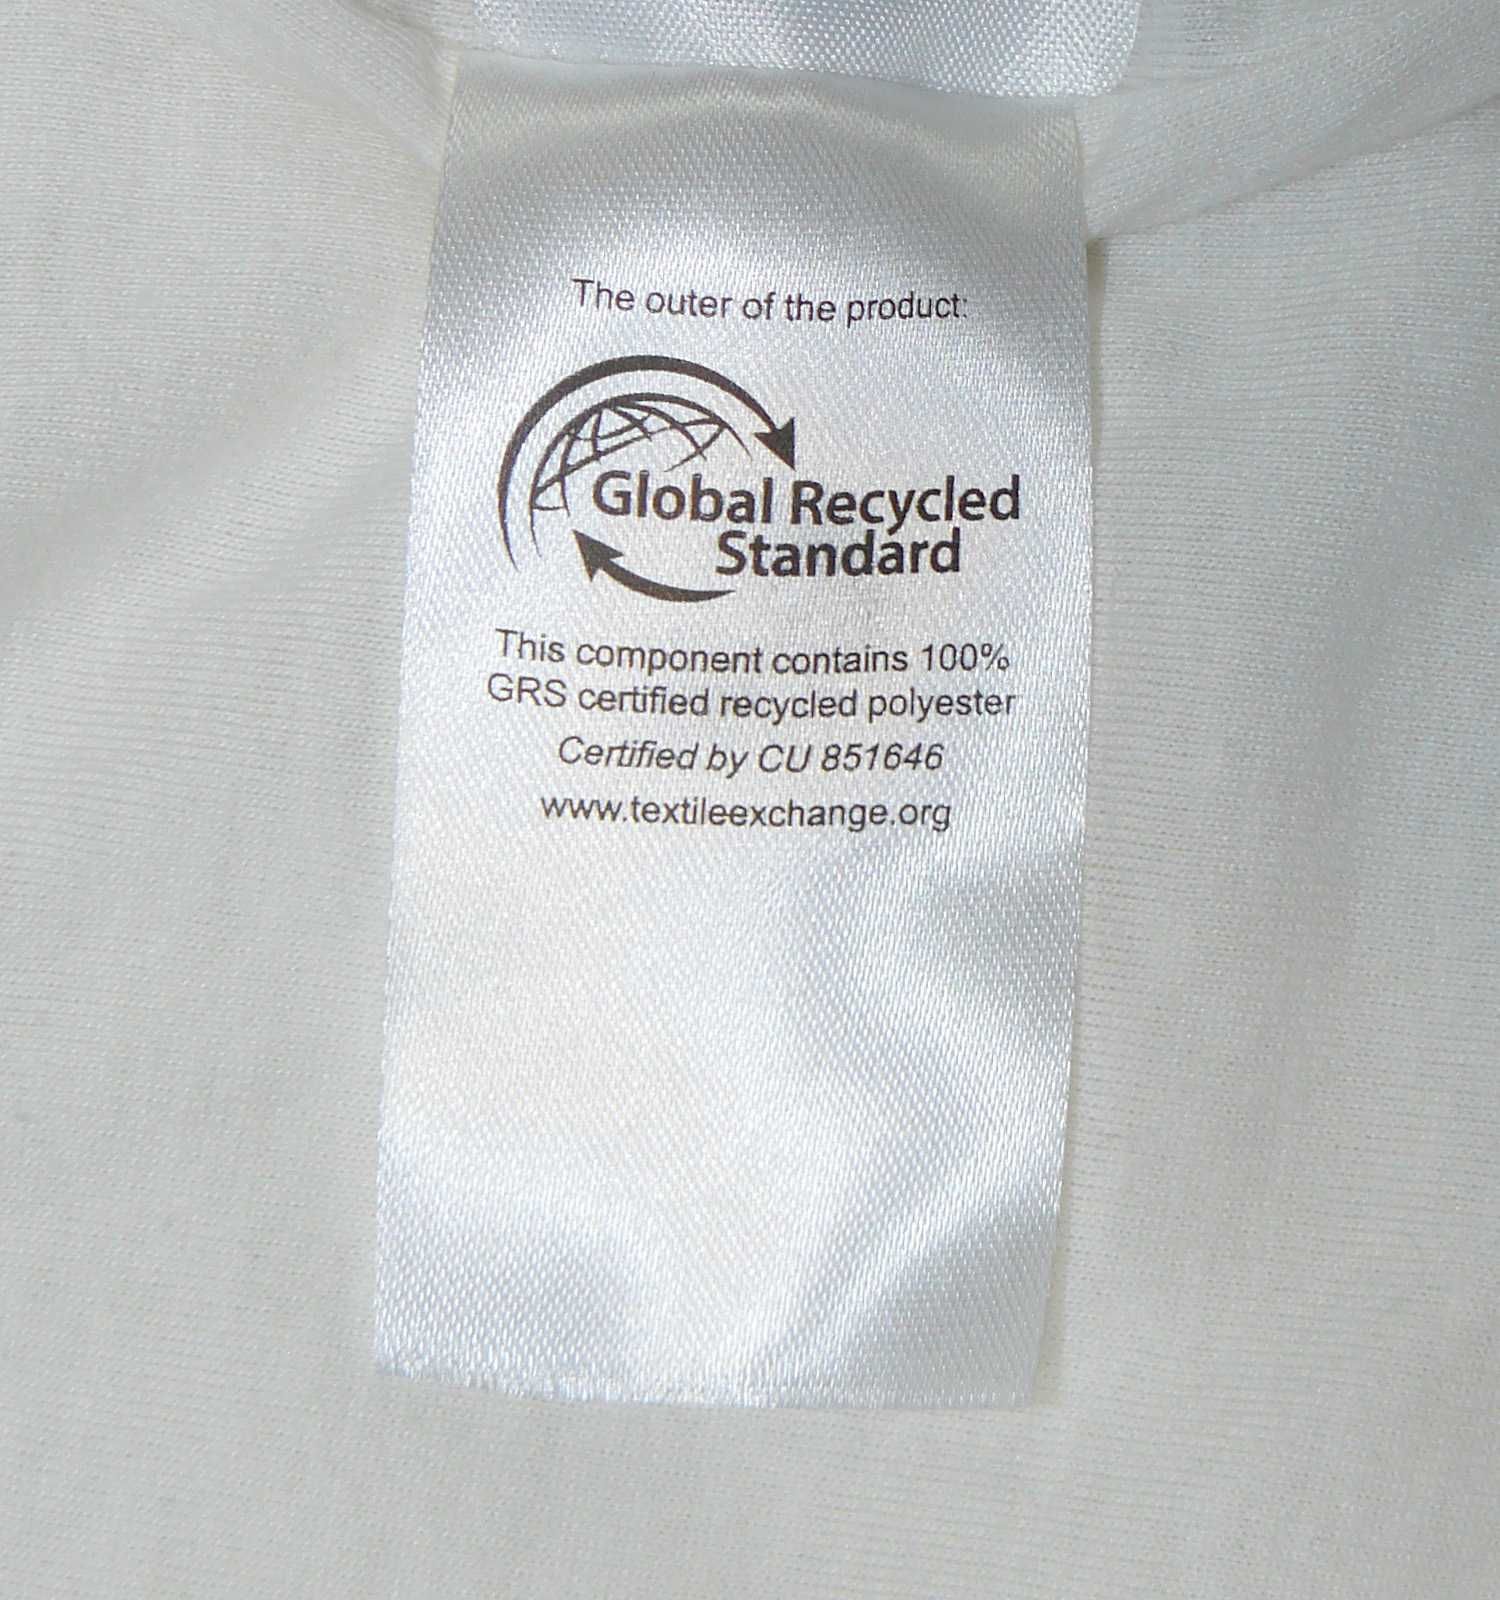 The outer of the product:
Global Recycled
Standard
This component contains 100%
GRS certified recycled polyester
Certified by CU 851646
www.textileexchange.org